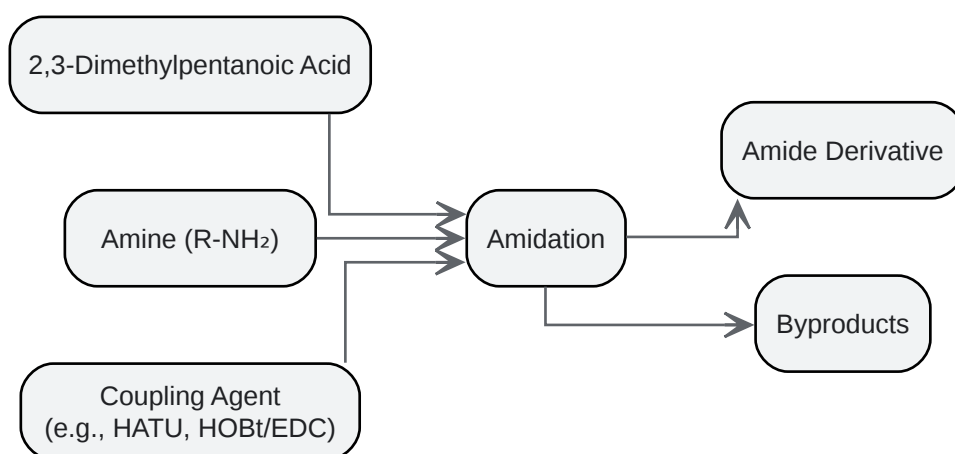 2,3-Dimethylpentanoic Acid
Amide Derivative
Amine (R-NH₂)
Amidation
Byproducts
Coupling Agent
(e.g., HATU, HOBt/EDC)